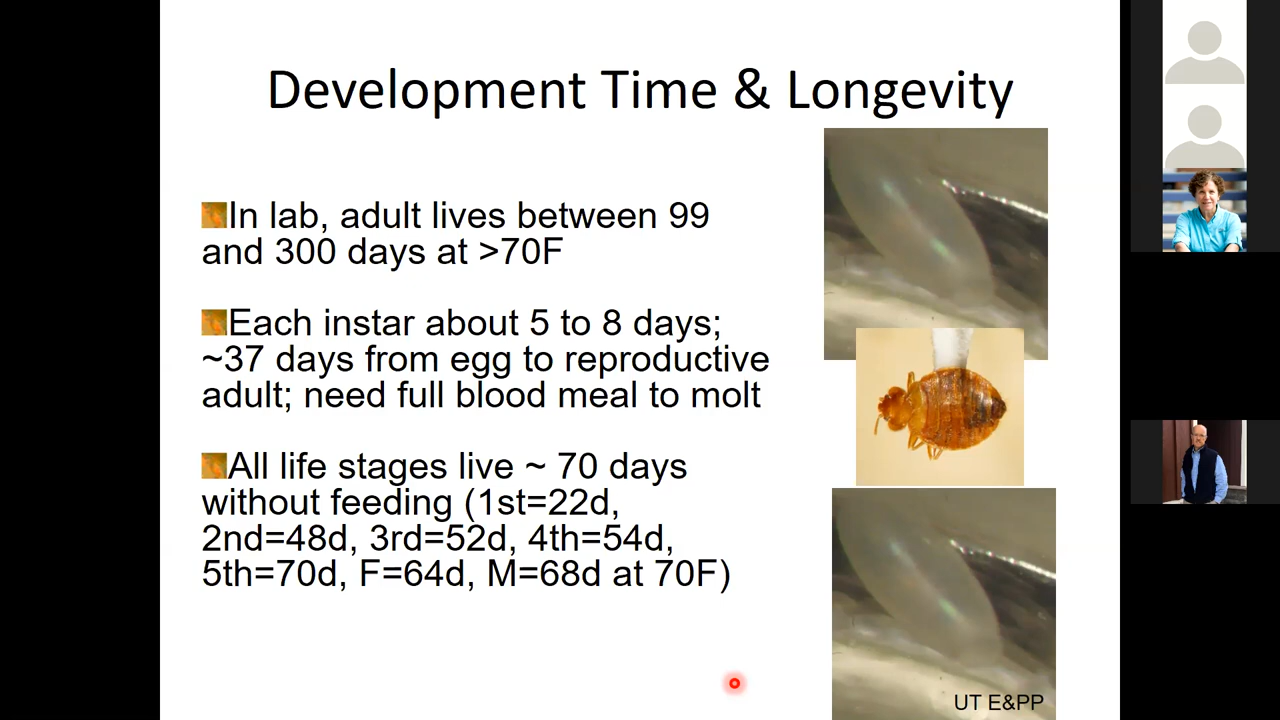 Development Time & Longevity
In lab, adult lives between 99
and 300 days at >70F
Each instar about 5 to 8 days;
~37 days from egg to reproductive
adult; need full blood meal to molt
All life stages live ~ 70 days
without feeding (1st=22d,
2nd=48d, 3rd=52d, 4th=54d,
5th=70d, F=64d, M=68d at 70F)
UT E&PP